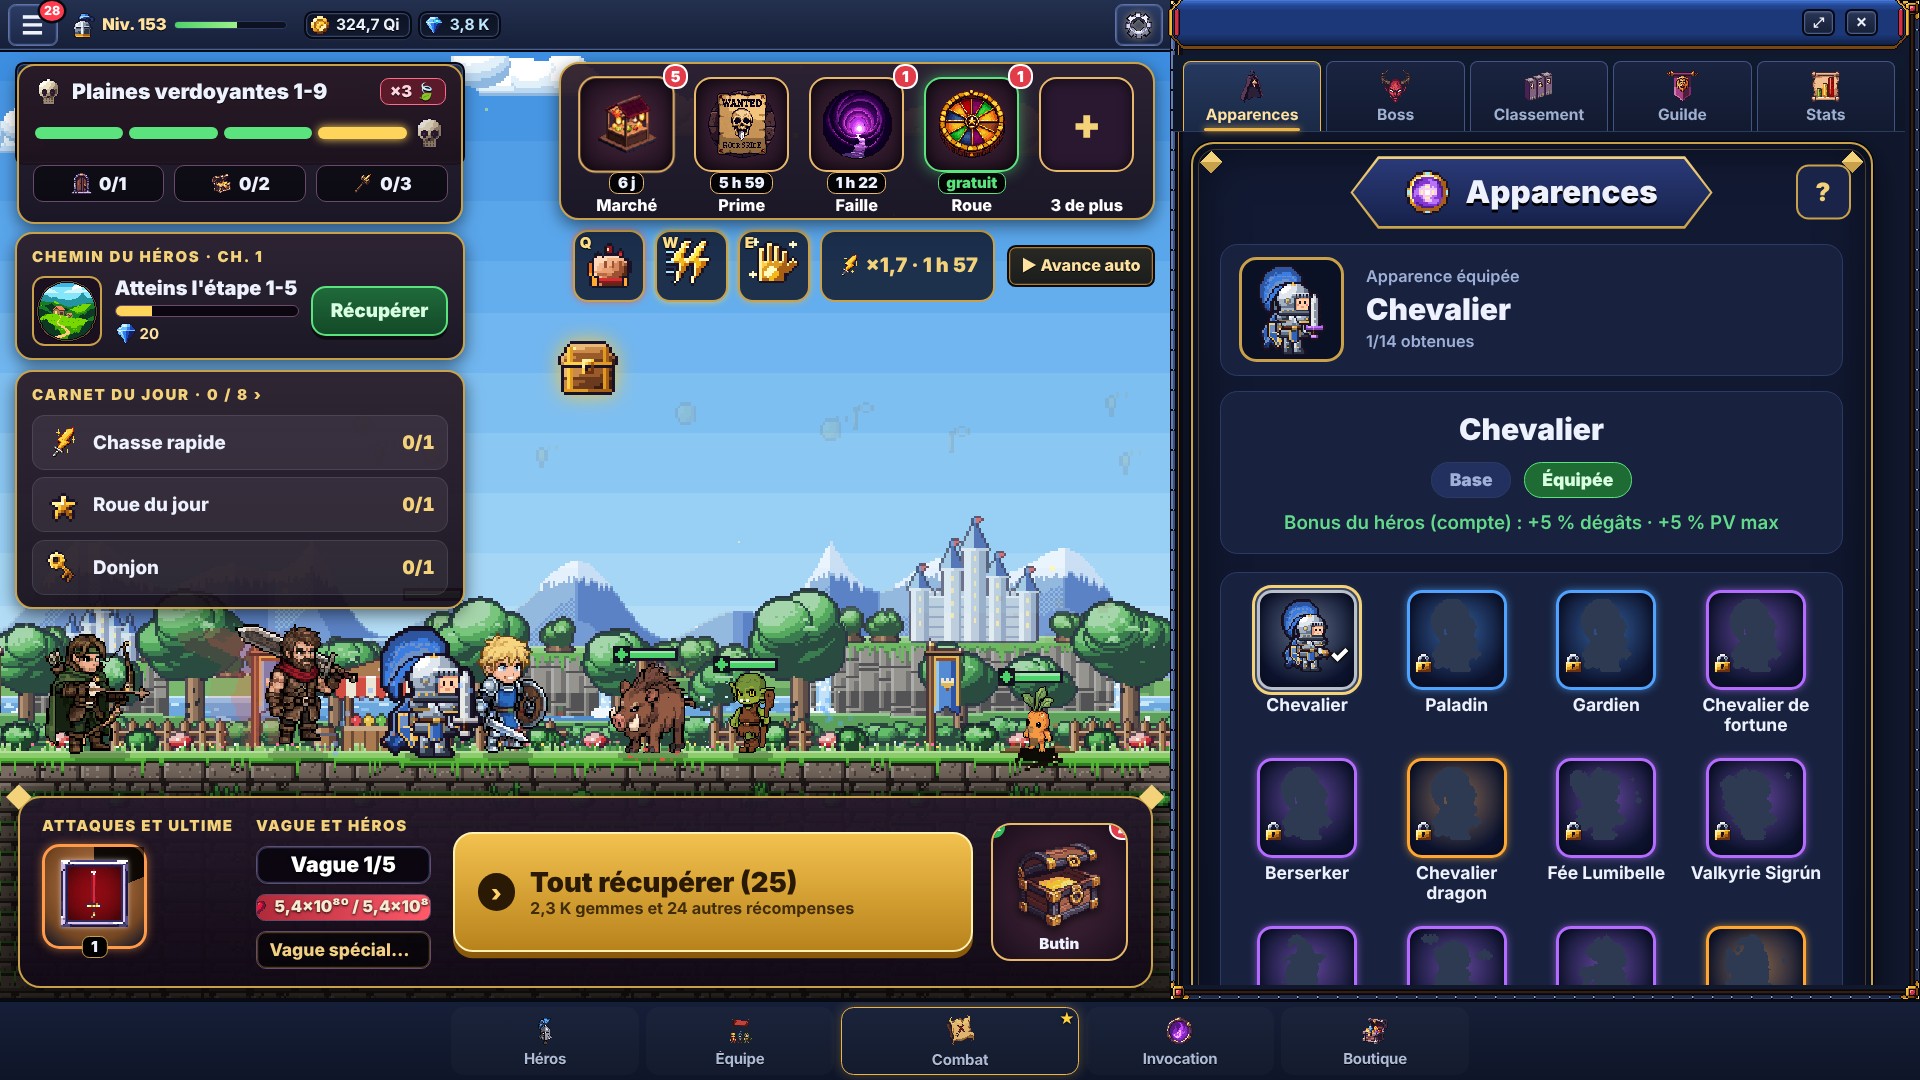 28
Niv. 153
324,7 Qi
3,8 K
Plaines verdoyantes 1-9
×3
0/1
0/2
0/3
CHEMIN DU HÉROS · CH. 1
Atteins l'étape 1-5
20
Récupérer
CARNET DU JOUR · 0 / 8 ›
Chasse rapide
0/1
Roue du jour
0/1
Donjon
0/1
5
6 j
Marché
WANTED
5 h 59
Prime
1
1 h 22
Faille
1
gratuit
Roue
+
3 de plus
Q
W
E
×1,7 · 1 h 57
Avance auto
ATTAQUES ET ULTIME
1
VAGUE ET HÉROS
Vague 1/5
5,4×10⁸⁰ / 5,4×10⁸
Vague spécial...
Tout récupérer (25)
2,3 K gemmes et 24 autres récompenses
Butin
Héros
Équipe
Combat
Invocation
Boutique
Apparences
Boss
Classement
Guilde
Stats
Apparences
?
Apparence équipée
Chevalier
1/14 obtenues
Chevalier
Base
Équipée
Bonus du héros (compte) : +5 % dégâts · +5 % PV max
Chevalier
Paladin
Gardien
Chevalier de
fortune
Berserker
Chevalier
dragon
Fée Lumibelle
Valkyrie Sigrún